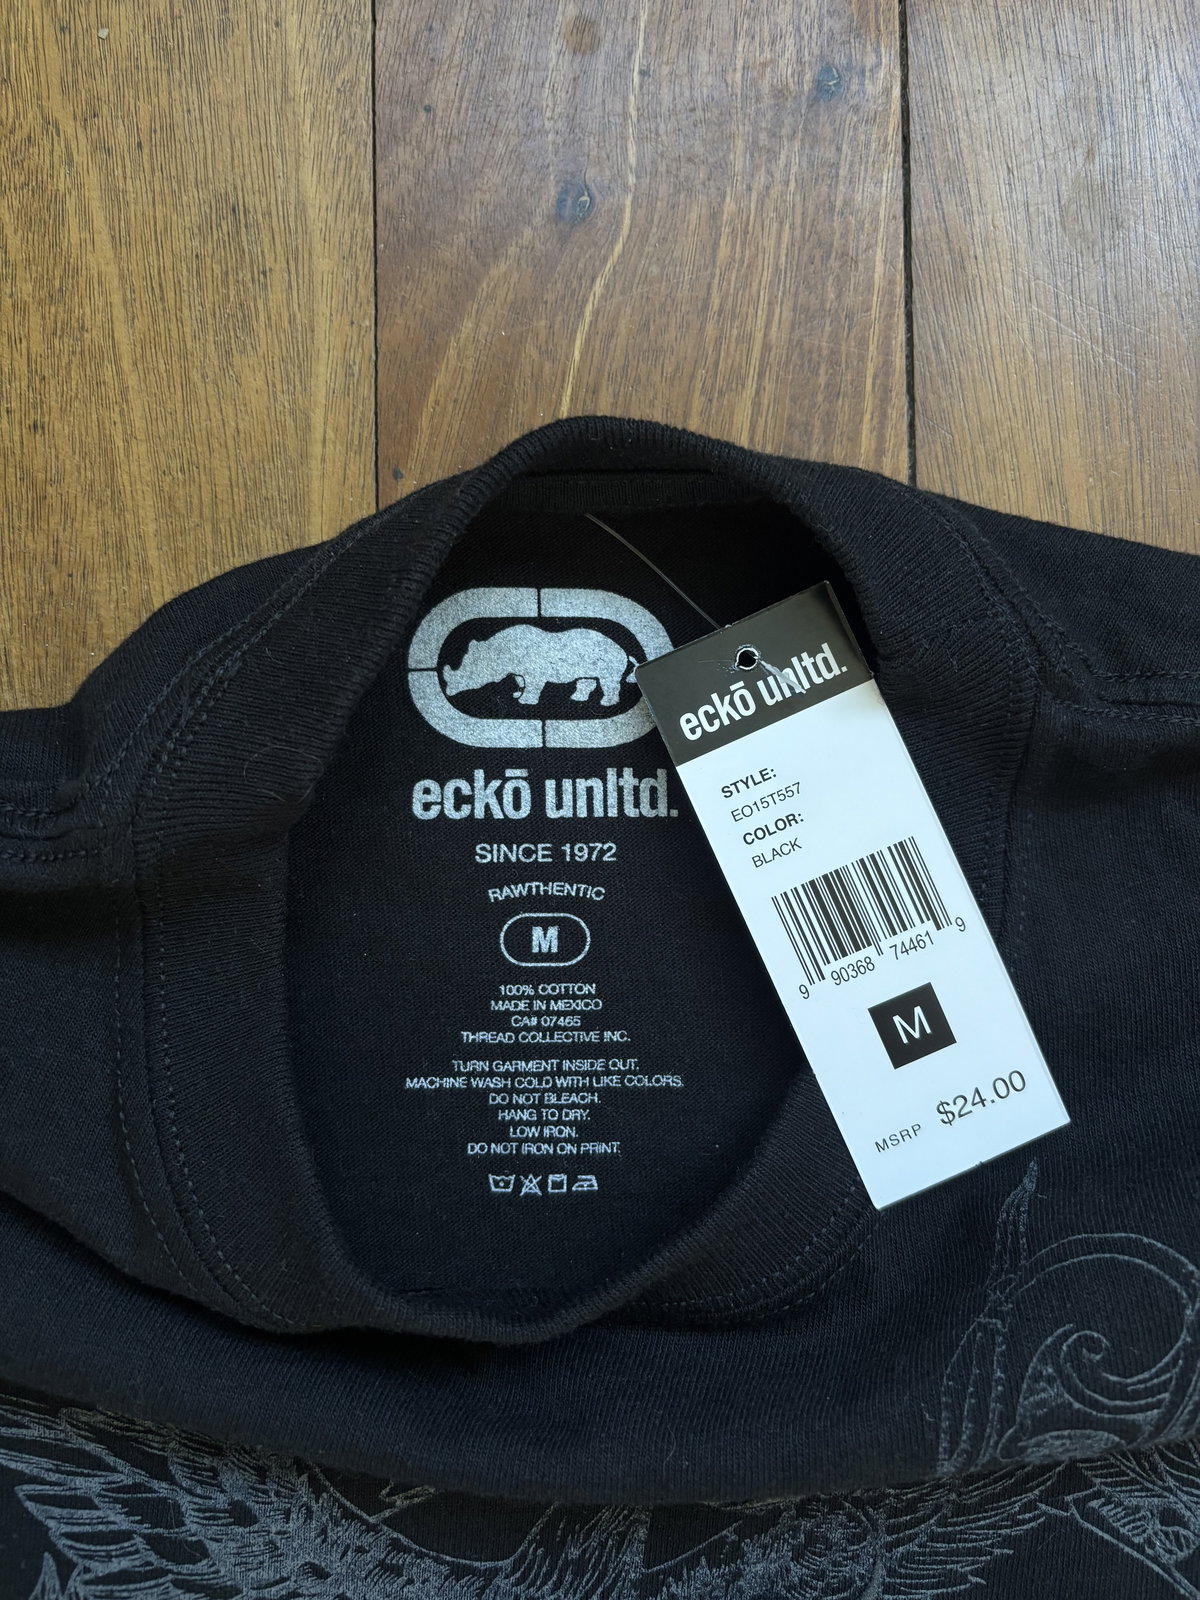 eckō unltd.
SINCE 1972
RAWTHENTIC
M
100% COTTON
MADE IN MEXICO
CA# 07465
THREAD COLLECTIVE INC.
TURN GARMENT INSIDE OUT.
MACHINE WASH COLD WITH LIKE COLORS.
DO NOT BLEACH.
HANG TO DRY.
LOW IRON.
DO NOT IRON ON PRINT.
eckō unltd.
STYLE:
EO15T557
COLOR:
BLACK
9 90368 74461 9
M
MSRP $24.00